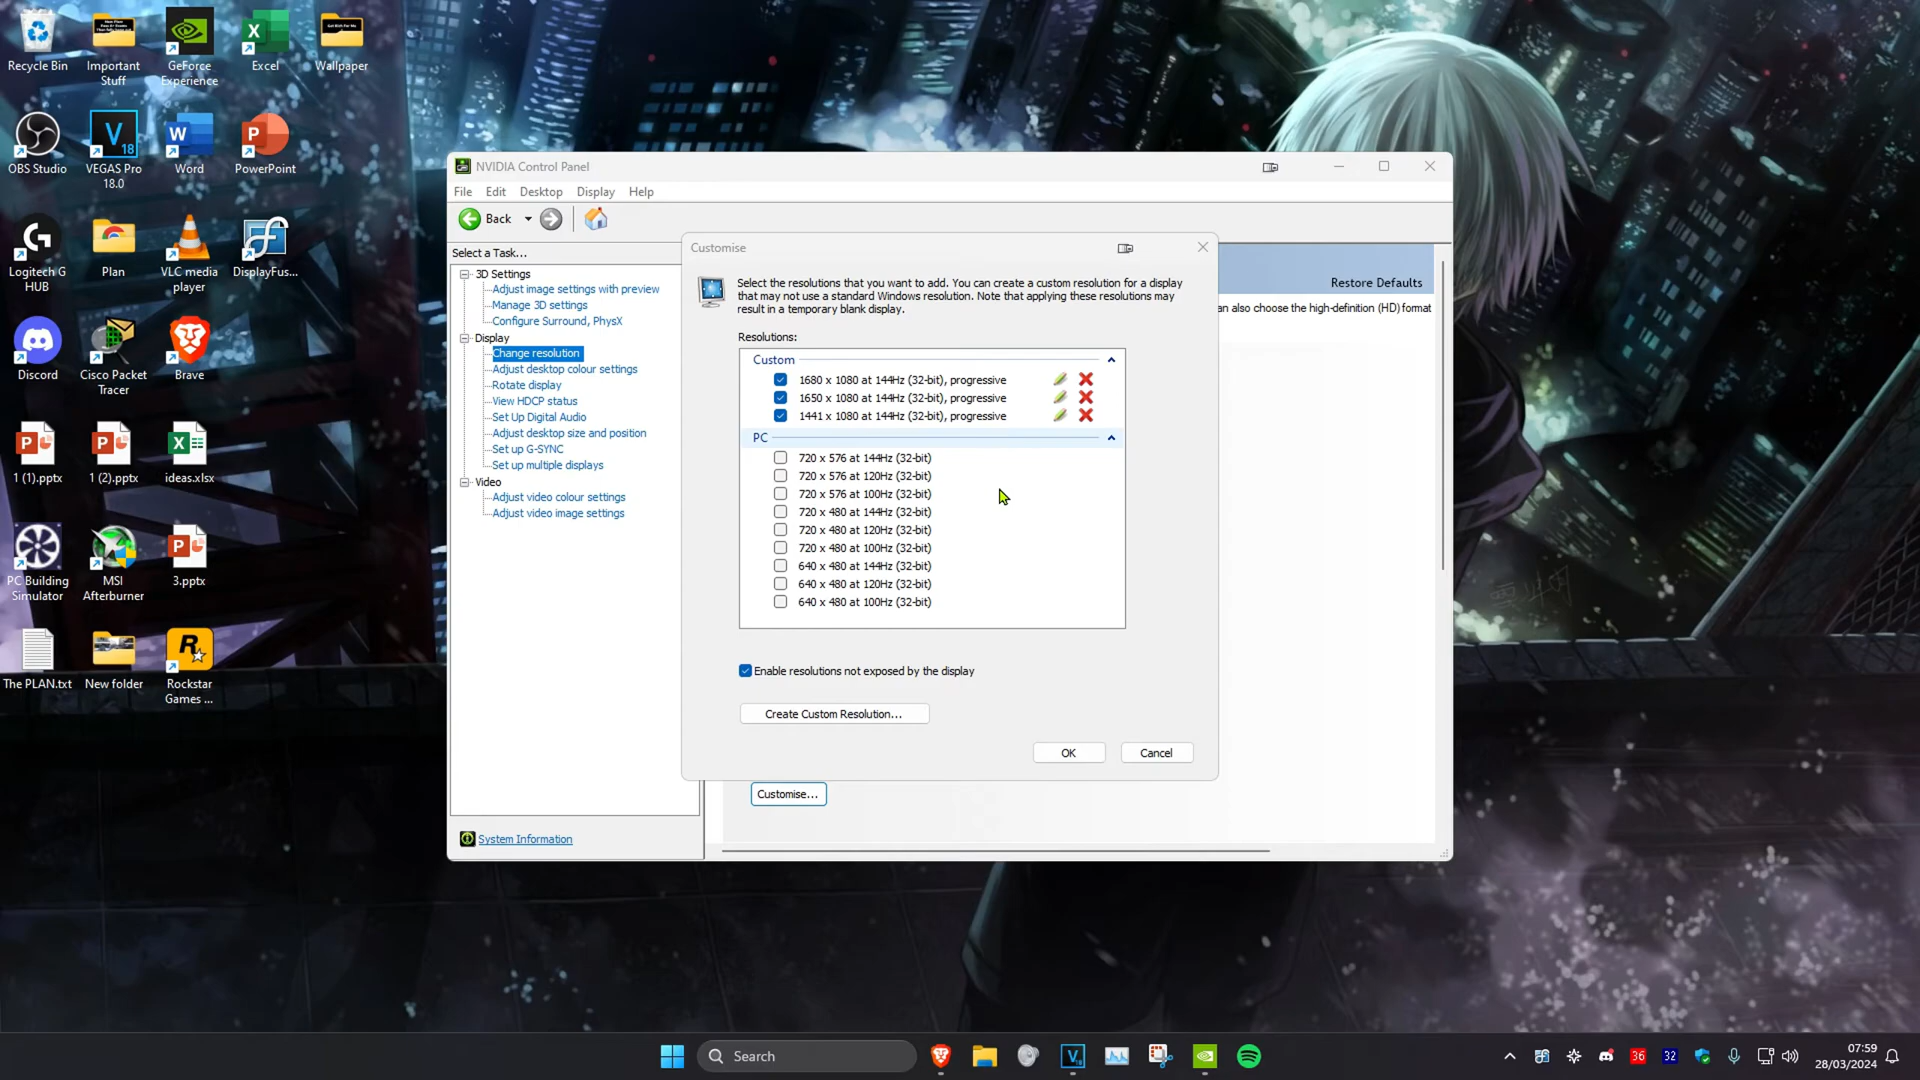 Recycle Bin
Important
Stuff
GeForce
Experience
Excel
Wallpaper
OBS Studio
VEGAS Pro
18.0
Word
PowerPoint
Logitech G
HUB
Plan
VLC media
player
DisplayFus...
Discord
Cisco Packet
Tracer
Brave
1 (1).pptx
1 (2).pptx
ideas.xlsx
PC Building
Simulator
MSI
Afterburner
3.pptx
The PLAN.txt
New folder
Rockstar
Games ...
NVIDIA Control Panel
File Edit Desktop Display Help
Back
Select a Task...
3D Settings
Adjust image settings with preview
Manage 3D settings
Configure Surround, PhysX
Display
Change resolution
Adjust desktop colour settings
Rotate display
View HDCP status
Set Up Digital Audio
Adjust desktop size and position
Set up G-SYNC
Set up multiple displays
Video
Adjust video colour settings
Adjust video image settings
System Information
Restore Defaults
an also choose the high-definition (HD) format
Customise
Select the resolutions that you want to add. You can create a custom resolution for a display
that may not use a standard Windows resolution. Note that applying these resolutions may
result in a temporary blank display.
Resolutions:
Custom
1680 x 1080 at 144Hz (32-bit), progressive
1650 x 1080 at 144Hz (32-bit), progressive
1441 x 1080 at 144Hz (32-bit), progressive
PC
720 x 576 at 144Hz (32-bit)
720 x 576 at 120Hz (32-bit)
720 x 576 at 100Hz (32-bit)
720 x 480 at 144Hz (32-bit)
720 x 480 at 120Hz (32-bit)
720 x 480 at 100Hz (32-bit)
640 x 480 at 144Hz (32-bit)
640 x 480 at 120Hz (32-bit)
640 x 480 at 100Hz (32-bit)
Enable resolutions not exposed by the display
Create Custom Resolution...
OK
Cancel
Customise...
Search
36
32
07:59
28/03/2024